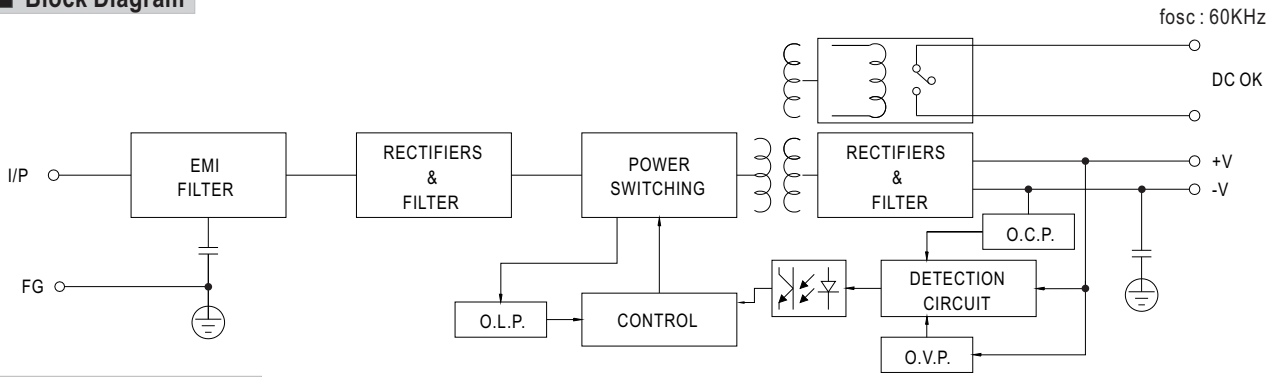 Block Diagram
fosc : 60KHz
DC OK
I/P
EMI
FILTER
RECTIFIERS
&
FILTER
POWER
SWITCHING
RECTIFIERS
&
FILTER
+V
-V
O.C.P.
FG
O.L.P.
CONTROL
DETECTION
CIRCUIT
O.V.P.